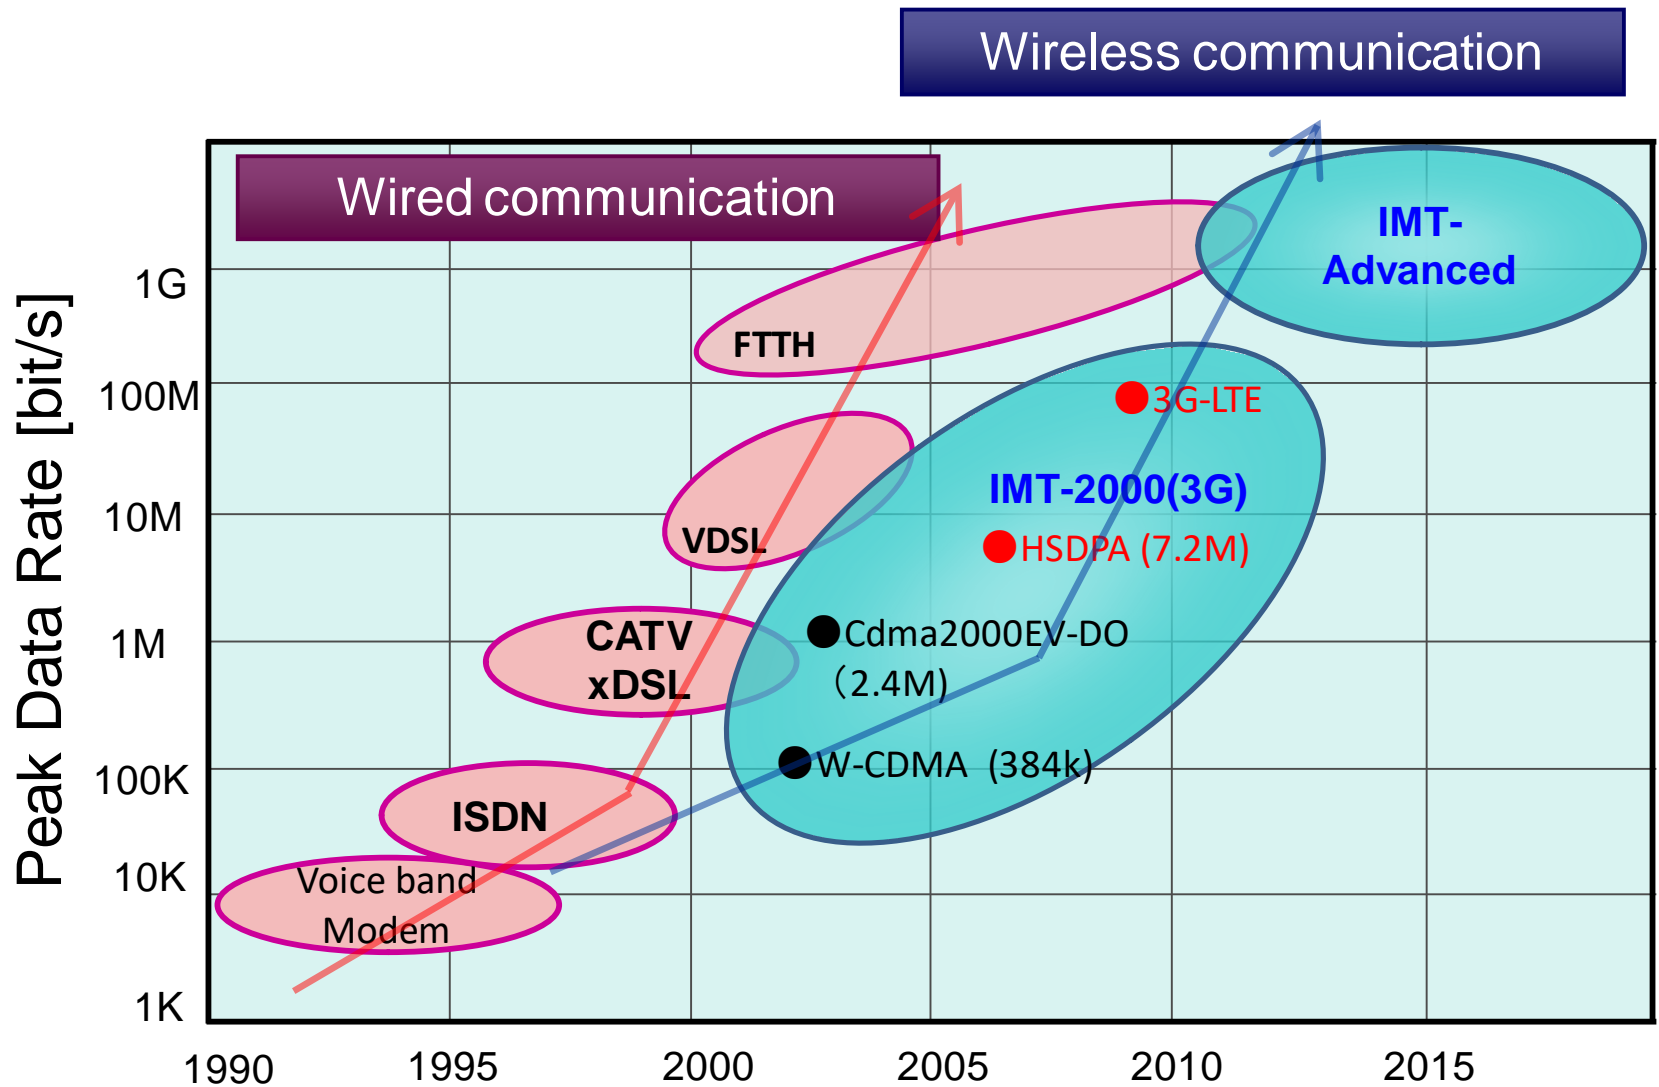 Wireless communication
Wired communication
Peak Data Rate [bit/s]
1G
100M
10M
1M
100K
10K
1K
IMT-
Advanced
FTTH
3G-LTE
IMT-2000(3G)
VDSL
HSDPA (7.2M)
CATV
xDSL
Cdma2000EV-DO
（2.4M)
W-CDMA (384k)
ISDN
Voice band
Modem
1990
1995
2000
2005
2010
2015